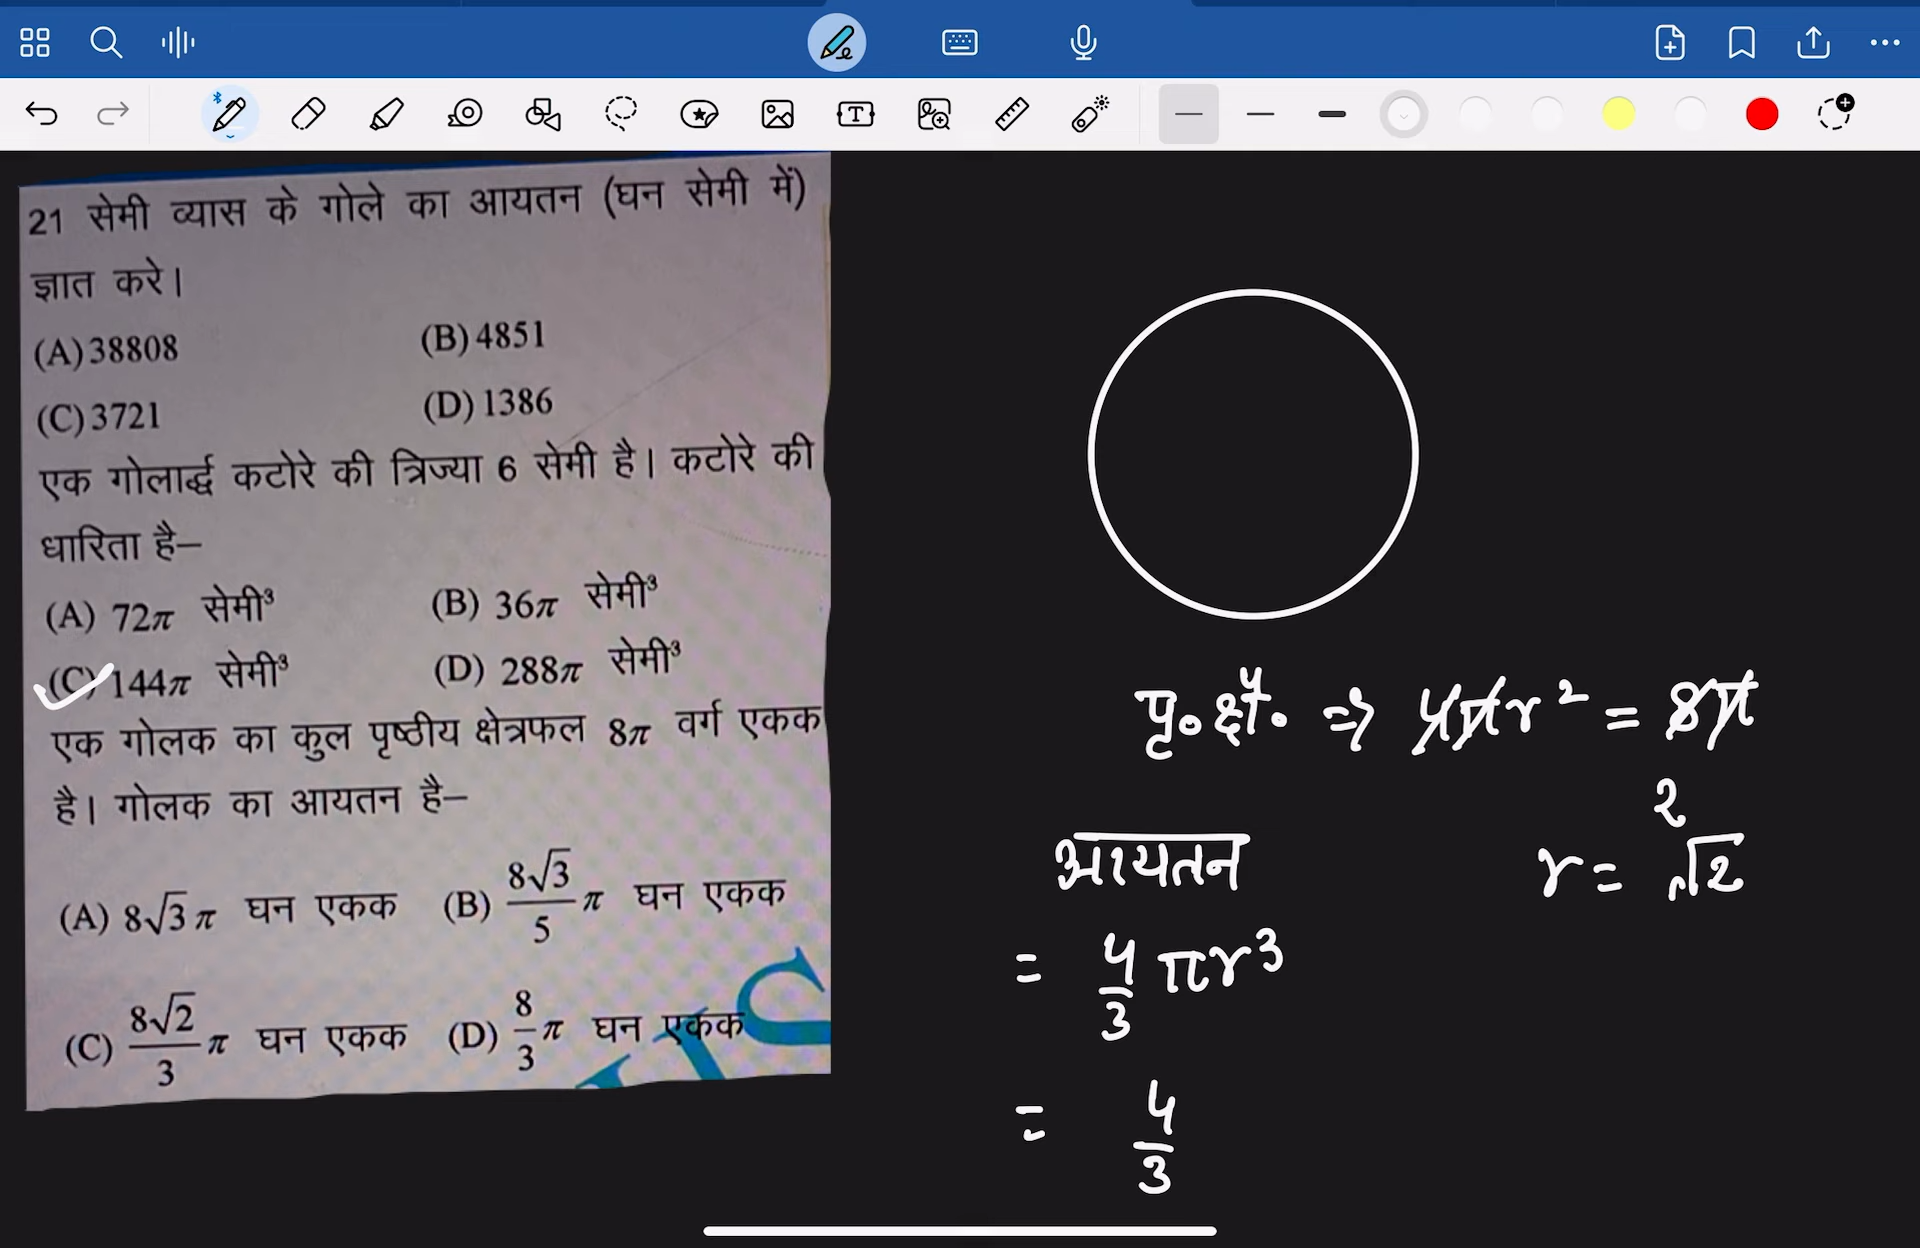 21 सेमी व्यास के गोले का आयतन (घन सेमी में)
ज्ञात करे।
(A) 38808 (B) 4851
(C) 3721 (D) 1386
एक गोलार्द्ध कटोरे की त्रिज्या 6 सेमी है। कटोरे की
धारिता है–
(A) 72π सेमी³ (B) 36π सेमी³
(C) 144π सेमी³ (D) 288π सेमी³
एक गोलक का कुल पृष्ठीय क्षेत्रफल 8π वर्ग एकक
है। गोलक का आयतन है–
(A) 8√3 π घन एकक (B) 8√3/5 π घन एकक
(C) 8√2/3 π घन एकक (D) 8/3 π घन एकक
पृ० क्षे० ⇒ 4πr² = 8π
2
r = √2
आयतन
= 4/3 πr³
= 4/3